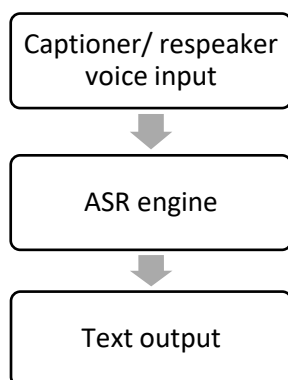 Captioner/ respeaker
voice input
ASR engine
Text output